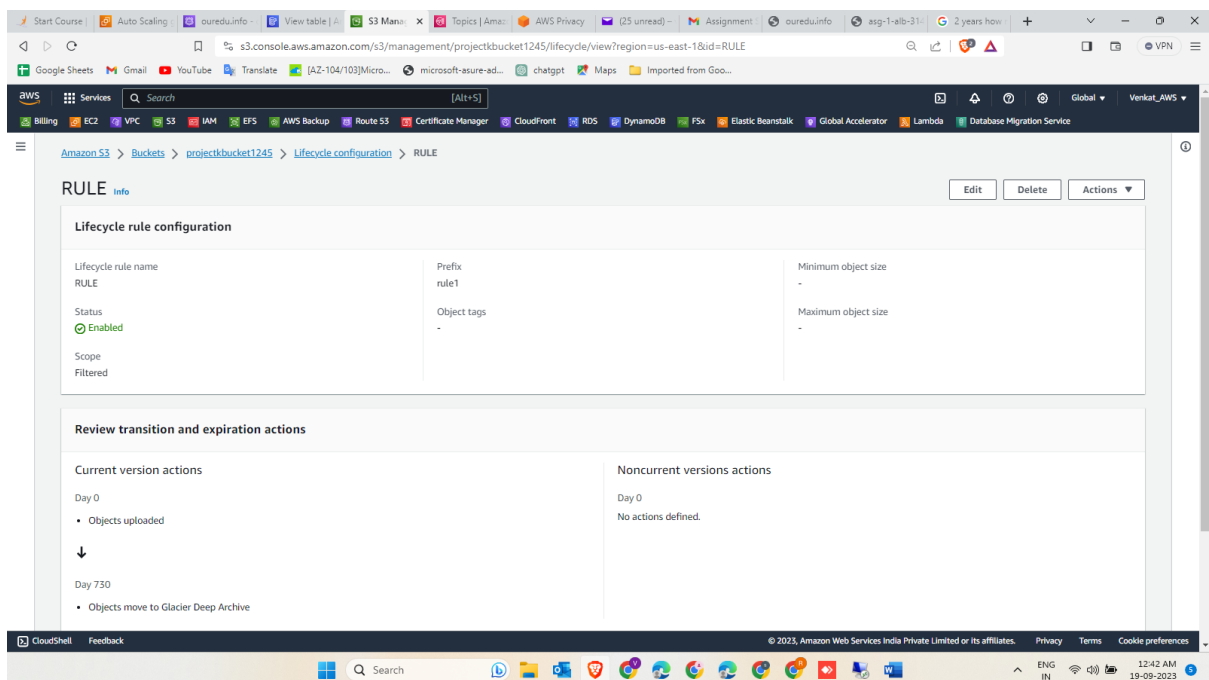 Start Course | Auto Scaling ouredu.info - View table | A S3 Mana Topics | Amaz AWS Privacy (25 unread) - Assignment ouredu.info asg-1-alb-31 2 years how
s3.console.aws.amazon.com/s3/management/projectkbucket1245/lifecycle/view?region=us-east-1&id=RULE VPN
Google Sheets Gmail YouTube Translate [AZ-104/103]Micro... microsoft-asure-ad... chatgpt Maps Imported from Goo...
aws Services Search [Alt+S] Global Venkat_AWS
Billing EC2 VPC S3 IAM EFS AWS Backup Route 53 Certificate Manager CloudFront RDS DynamoDB FSx Elastic Beanstalk Global Accelerator Lambda Database Migration Service
Amazon S3 > Buckets > projectkbucket1245 > Lifecycle configuration > RULE
RULE Info Edit Delete Actions
Lifecycle rule configuration
Lifecycle rule name
RULE
Status
Enabled
Scope
Filtered
Prefix
rule1
Object tags
-
Minimum object size
-
Maximum object size
-
Review transition and expiration actions
Current version actions
Day 0
• Objects uploaded
↓
Day 730
• Objects move to Glacier Deep Archive
Noncurrent versions actions
Day 0
No actions defined.
CloudShell Feedback © 2023, Amazon Web Services India Private Limited or its affiliates. Privacy Terms Cookie preferences
Search ENG 12:42 AM
IN 19-09-2023 5